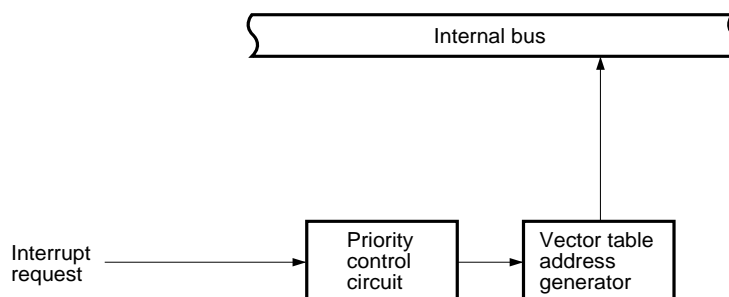 Internal bus
Interrupt
request
Priority
control
circuit
Vector table
address
generator